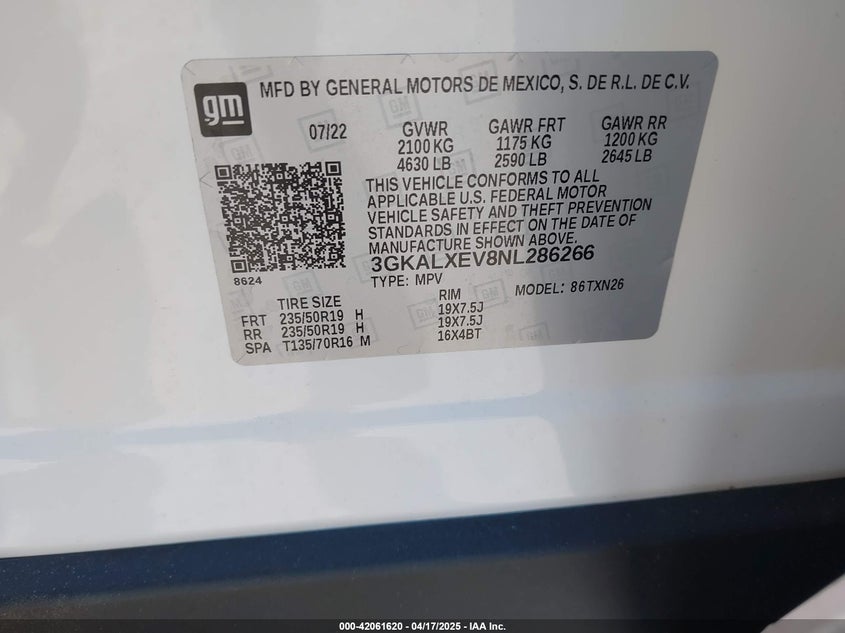 gm
MFD BY GENERAL MOTORS DE MEXICO, S. DE R.L. DE C.V.
07/22 GVWR GAWR FRT GAWR RR
2100 KG 1175 KG 1200 KG
4630 LB 2590 LB 2645 LB
THIS VEHICLE CONFORMS TO ALL
APPLICABLE U.S. FEDERAL MOTOR
VEHICLE SAFETY AND THEFT PREVENTION
STANDARDS IN EFFECT ON THE DATE OF
MANUFACTURE SHOWN ABOVE.
3GKALXEV8NL286266
8624
TYPE: MPV MODEL: 86TXN26
TIRE SIZE RIM
FRT 235/50R19 H 19X7.5J
RR 235/50R19 H 19X7.5J
SPA T135/70R16 M 16X4BT
000-42061620 | 04/17/2025 - IAA Inc.